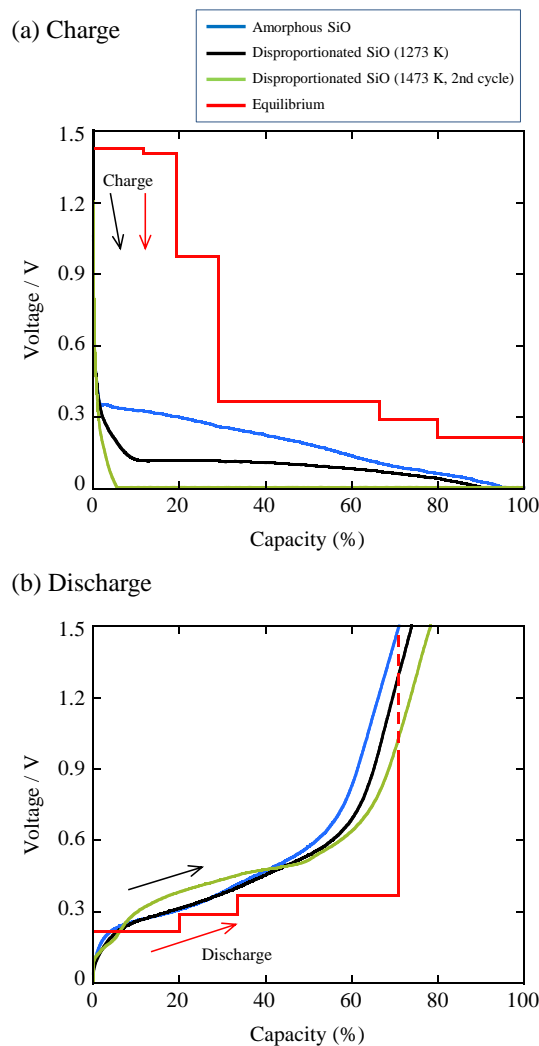 (a) Charge
Amorphous SiO
Disproportionated SiO (1273 K)
Disproportionated SiO (1473 K, 2nd cycle)
Equilibrium
1.5
1.2
0.9
0.6
0.3
0
Voltage / V
Charge
0 20 40 60 80 100
Capacity (%)
(b) Discharge
1.5
1.2
0.9
0.6
0.3
0
Voltage / V
Discharge
0 20 40 60 80 100
Capacity (%)